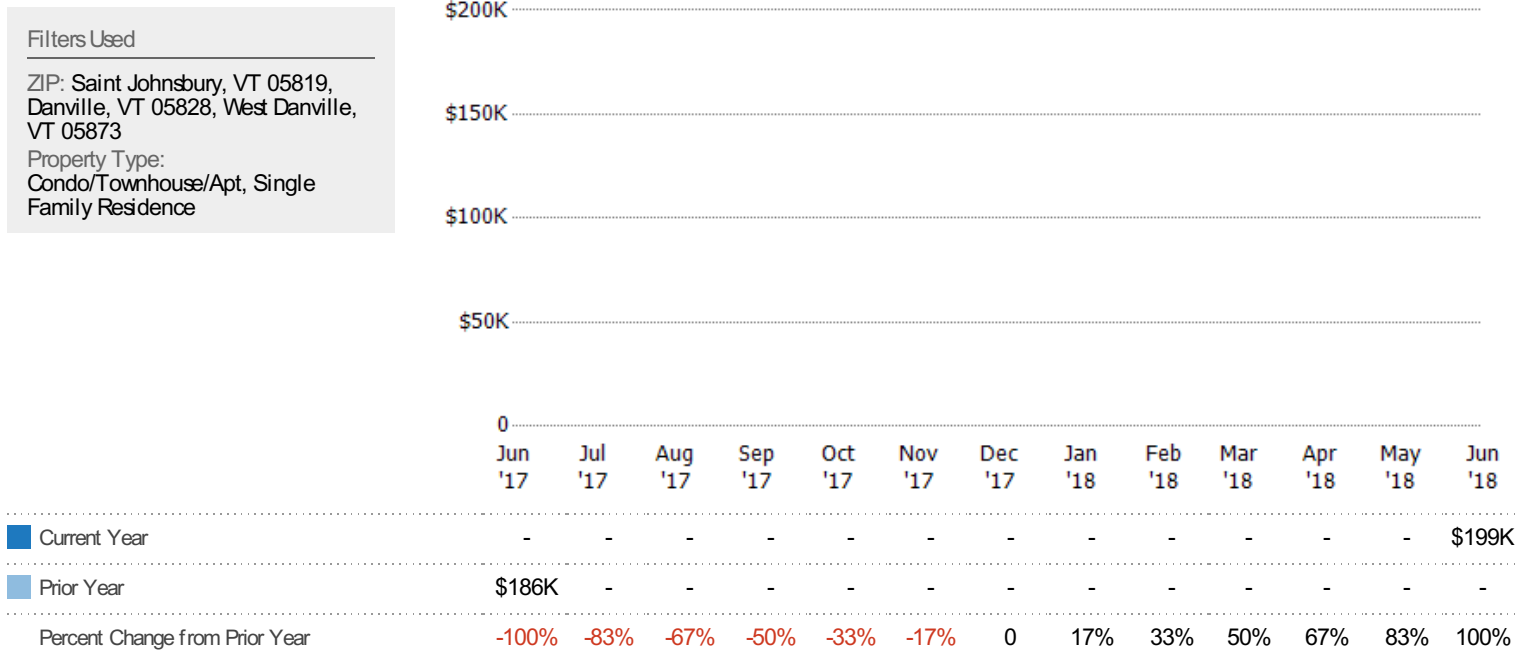 Filters Used
ZIP: Saint Johnsbury, VT 05819,
Danville, VT 05828, West Danville,
VT 05873
Property Type:
Condo/Townhouse/Apt, Single
Family Residence
$200K
$150K
$100K
$50K
0
Jun Jul Aug Sep Oct Nov Dec Jan Feb Mar Apr May Jun
'17 '17 '17 '17 '17 '17 '17 '18 '18 '18 '18 '18 '18
Current Year - - - - - - - - - - - - $199K
Prior Year $186K - - - - - - - - - - - -
Percent Change from Prior Year -100% -83% -67% -50% -33% -17% 0 17% 33% 50% 67% 83% 100%